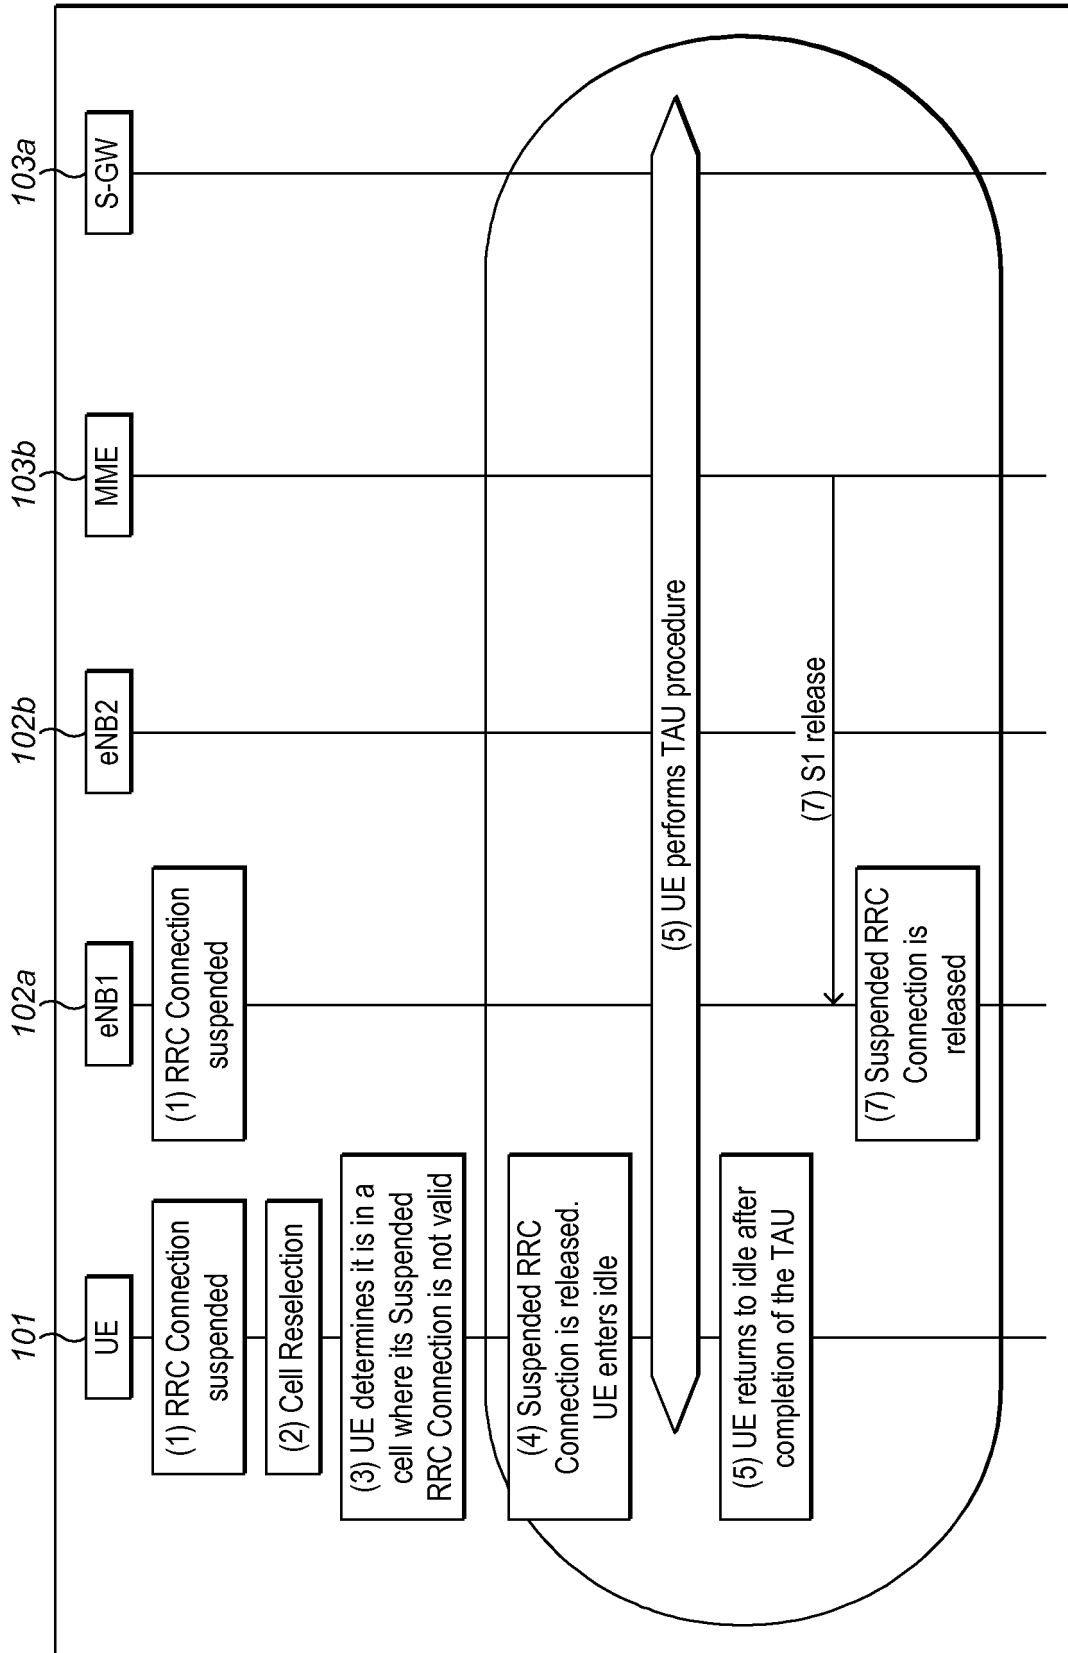 101
102a
102b
103b
103a
UE
eNB1
eNB2
MME
S-GW
(1) RRC Connection
suspended
(1) RRC Connection
suspended
(2) Cell Reselection
(3) UE determines it is in a
cell where its Suspended
RRC Connection is not valid
(4) Suspended RRC
Connection is released.
UE enters idle
(5) UE performs TAU procedure
(5) UE returns to idle after
completion of the TAU
(7) S1 release
(7) Suspended RRC
Connection is
released